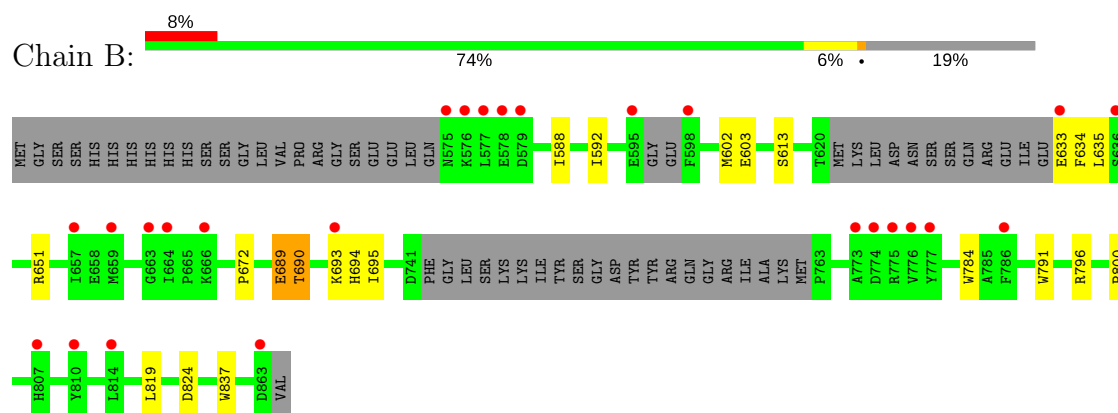 8%
Chain B:
74% 6% • 19%
MET GLY SER SER HIS HIS HIS HIS HIS HIS SER SER GLY LEU VAL PRO ARG GLY SER GLU GLU LEU GLN N575 K576 L577 E578 D579 I588 I592 E595 GLY GLU F598 M602 E603 S613 T620 MET LYS LEU ASP ASN SER SER GLN ARG GLU ILE GLU E633 F634 L635 S636
R651 I657 E658 M659 G663 I664 P665 K666 P672 E689 T690 K693 H694 I695 D741 PHE GLY LEU SER LYS LYS ILE TYR SER GLY ASP TYR TYR ARG GLN GLY ARG ILE ALA LYS MET P763 A773 D774 R775 V776 Y777 W784 A785 F786 W791 R796
H807 Y810 L814 L819 D824 W837 D863 VAL